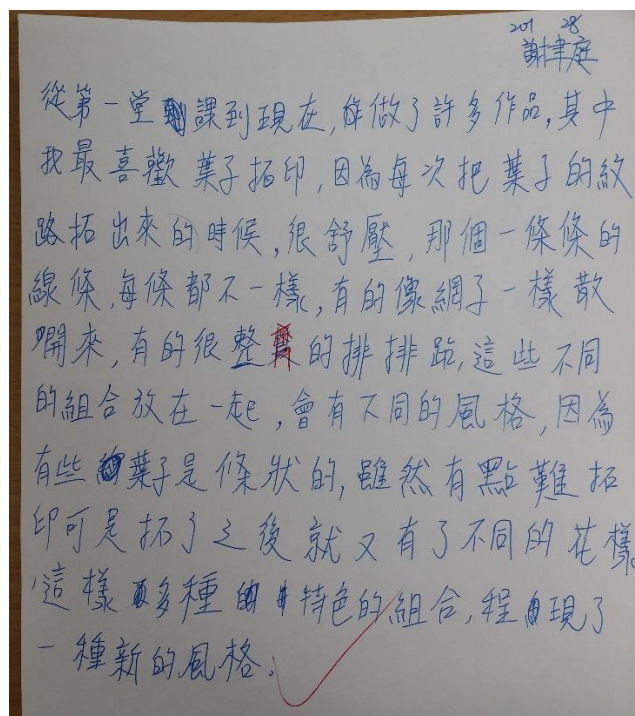 201 28
謝聿庭
從第一堂課到現在,做了許多作品,其中
我最喜歡葉子拓印,因為每次把葉子的紋
路拓出來的時候,很舒壓,那個一條條的
線條,每條都不一樣,有的像網子一樣散
開來,有的很整的排排跕,這些不同
的組合放在一起,會有不同的風格,因為
有些葉子是條狀的,雖然有點難拓
印可是拓了之後就又有了不同的花樣
,這樣多種特色的組合,程現了
一種新的風格。